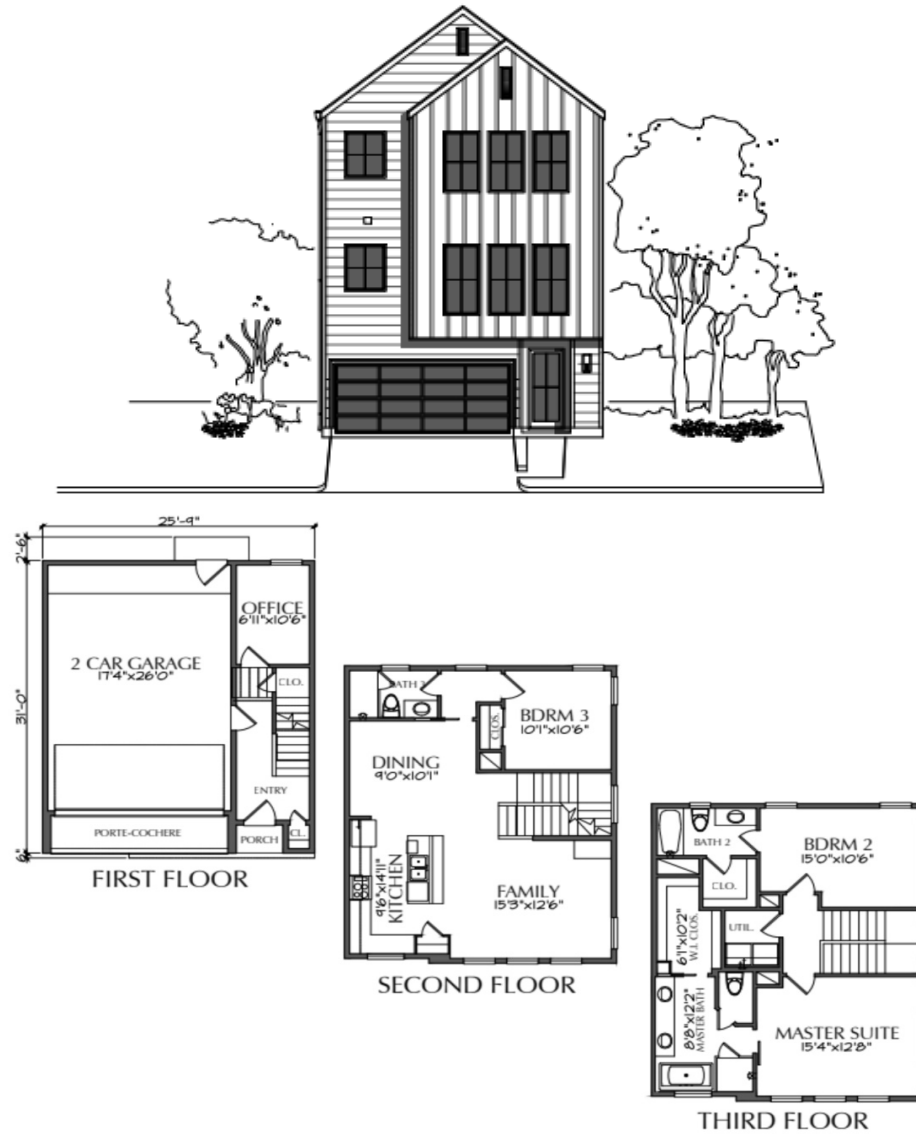 25'-9"
2'-6"
31'-0"
6"
OFFICE
6'11"x10'6"
2 CAR GARAGE
17'4"x26'0"
CLO.
ENTRY
PORTE-COCHERE
PORCH
CL.
FIRST FLOOR
BATH 3
BDRM 3
10'1"x10'6"
CLOS.
DINING
9'0"x10'1"
KITCHEN
9'6"x14'11"
FAMILY
15'3"x12'6"
SECOND FLOOR
BATH 2
BDRM 2
15'0"x10'6"
CLO.
UTIL.
6'1"x10'2"
W.I. CLOS.
8'8"x12'2"
MASTER BATH
MASTER SUITE
15'4"x12'8"
THIRD FLOOR